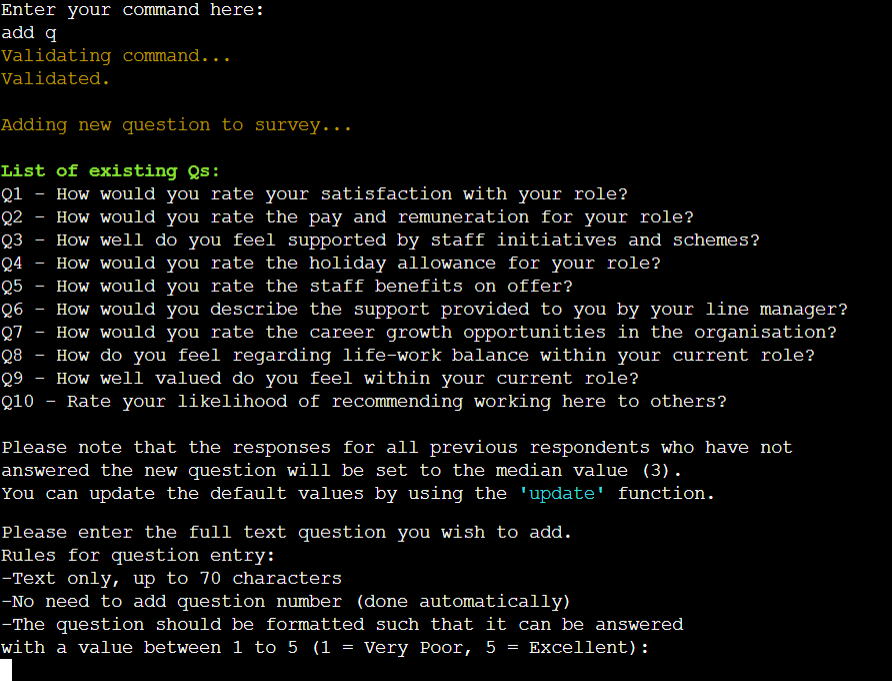 Enter your command here:
add q
Validating command...
Validated.
Adding new question to survey...
List of existing Qs:
Q1 - How would you rate your satisfaction with your role?
Q2 - How would you rate the pay and remuneration for your role?
Q3 - How well do you feel supported by staff initiatives and schemes?
Q4 - How would you rate the holiday allowance for your role?
Q5 - How would you rate the staff benefits on offer?
Q6 - How would you describe the support provided to you by your line manager?
Q7 - How would you rate the career growth opportunities in the organisation?
Q8 - How do you feel regarding life-work balance within your current role?
Q9 - How well valued do you feel within your current role?
Q10 - Rate your likelihood of recommending working here to others?
Please note that the responses for all previous respondents who have not
answered the new question will be set to the median value (3).
You can update the default values by using the 'update' function.
Please enter the full text question you wish to add.
Rules for question entry:
-Text only, up to 70 characters
-No need to add question number (done automatically)
-The question should be formatted such that it can be answered
with a value between 1 to 5 (1 = Very Poor, 5 = Excellent):